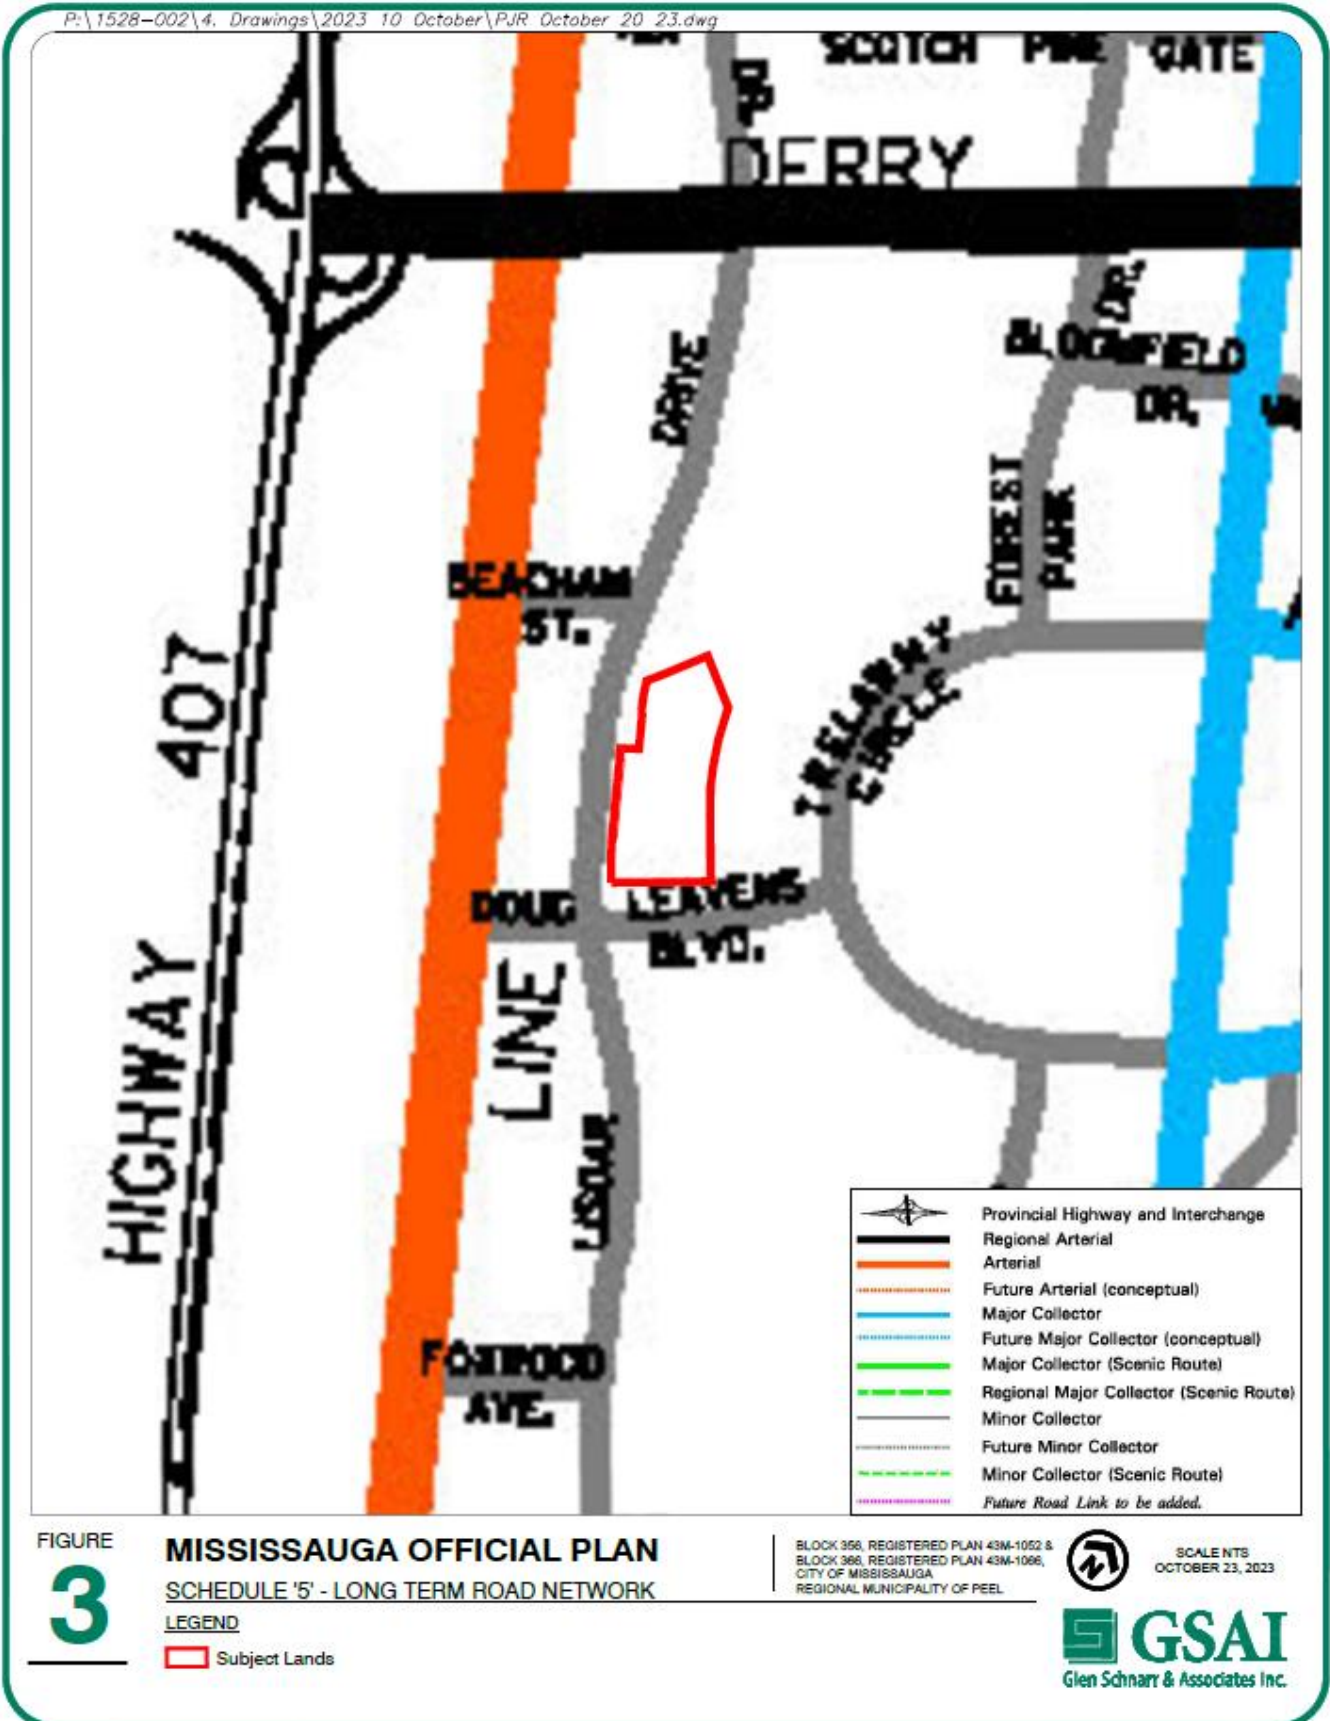 P:\1528-002\4. Drawings\2023 10 October\PJR October 20 23.dwg
SCOTCH PINE GATE
DERRY
DR.
BLOOMFIELD
DR.
DRIVE
FOREST
PARK
BEACHAM
ST.
407
TRELAWNY
CIRCLE
DOUG LEAVENS
BLVD.
HIGHWAY
LINE
LISGAR
FOXWOOD
AVE.
Provincial Highway and Interchange
Regional Arterial
Arterial
Future Arterial (conceptual)
Major Collector
Future Major Collector (conceptual)
Major Collector (Scenic Route)
Regional Major Collector (Scenic Route)
Minor Collector
Future Minor Collector
Minor Collector (Scenic Route)
Future Road Link to be added.
FIGURE
3
MISSISSAUGA OFFICIAL PLAN
SCHEDULE '5' - LONG TERM ROAD NETWORK
LEGEND
Subject Lands
BLOCK 356, REGISTERED PLAN 43M-1052 &
BLOCK 366, REGISTERED PLAN 43M-1066,
CITY OF MISSISSAUGA
REGIONAL MUNICIPALITY OF PEEL
SCALE NTS
OCTOBER 23, 2023
GSAI
Glen Schnarr & Associates Inc.